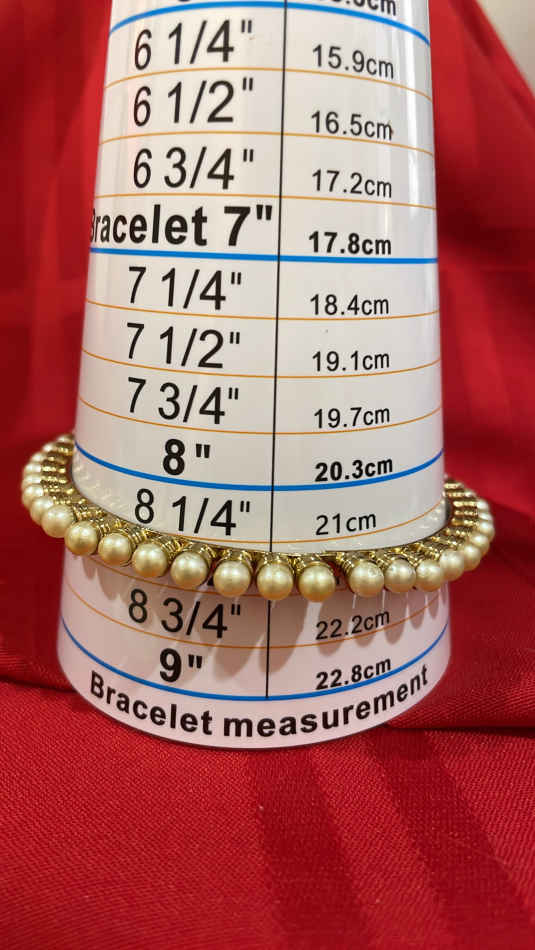 6 1/4" 15.9cm
6 1/2" 16.5cm
6 3/4" 17.2cm
Bracelet 7" 17.8cm
7 1/4" 18.4cm
7 1/2" 19.1cm
7 3/4" 19.7cm
8" 20.3cm
8 1/4" 21cm
8 3/4" 22.2cm
9" 22.8cm
Bracelet measurement